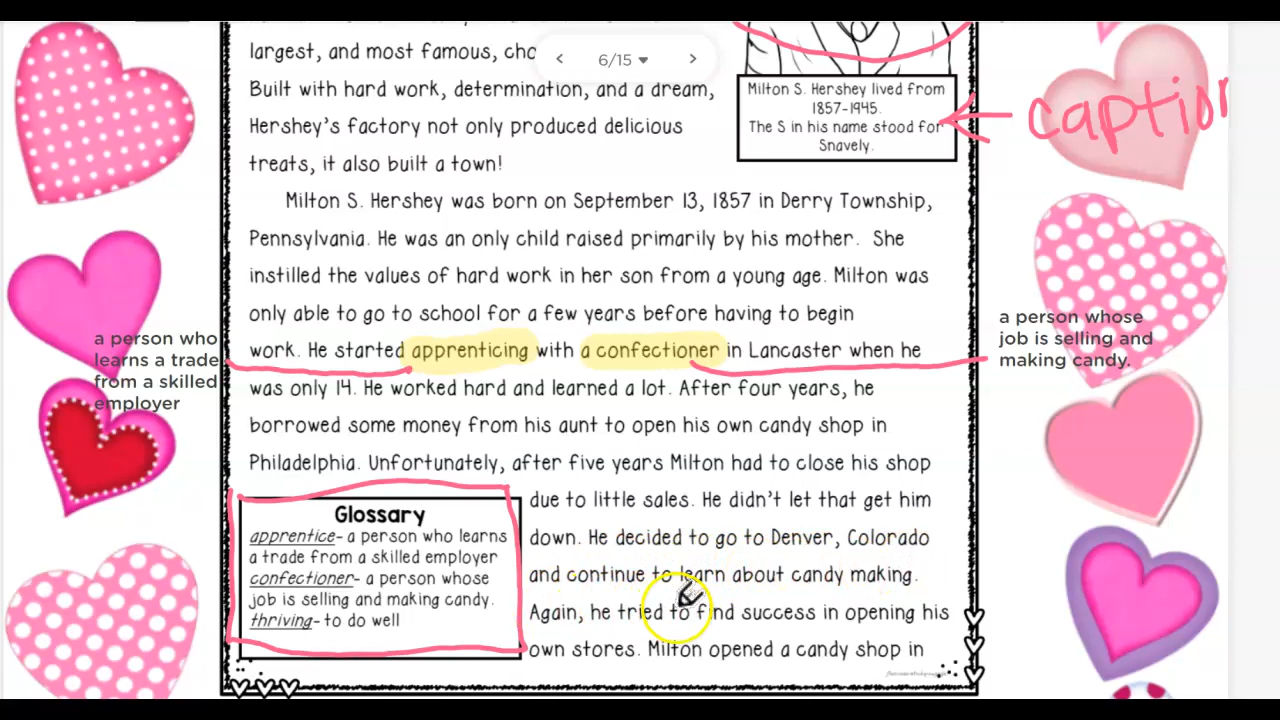 largest, and most famous, cho
6/15
Built with hard work, determination, and a dream,
Hershey's factory not only produced delicious
treats, it also built a town!
Milton S. Hershey lived from
1857-1945.
The S in his name stood for
Snavely.
caption
Milton S. Hershey was born on September 13, 1857 in Derry Township,
Pennsylvania. He was an only child raised primarily by his mother. She
instilled the values of hard work in her son from a young age. Milton was
only able to go to school for a few years before having to begin
work. He started apprenticing with a confectioner in Lancaster when he
was only 14. He worked hard and learned a lot. After four years, he
borrowed some money from his aunt to open his own candy shop in
Philadelphia. Unfortunately, after five years Milton had to close his shop
due to little sales. He didn't let that get him
down. He decided to go to Denver, Colorado
and continue to learn about candy making.
Again, he tried to find success in opening his
own stores. Milton opened a candy shop in
a person who
learns a trade
from a skilled
employer
a person whose
job is selling and
making candy.
Glossary
apprentice- a person who learns
a trade from a skilled employer
confectioner- a person whose
job is selling and making candy.
thriving- to do well